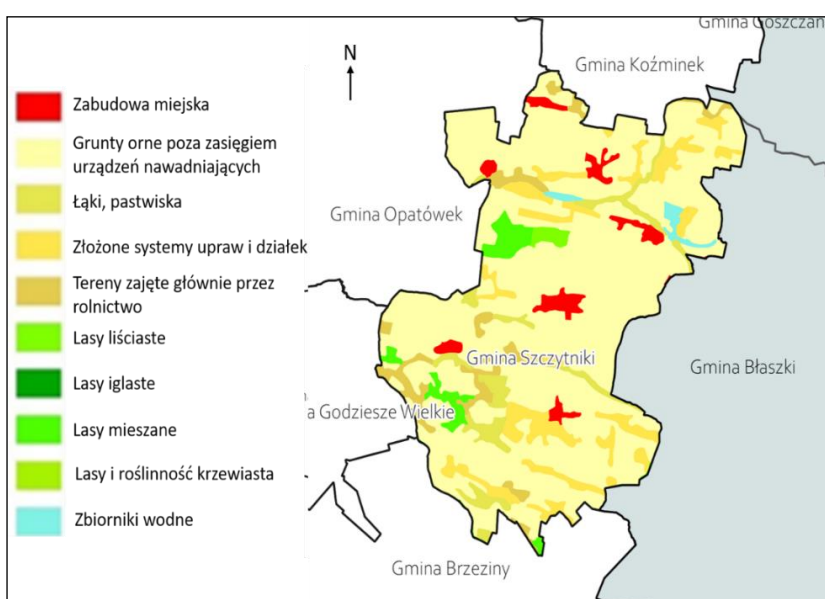 Gmina Goszczan
N
Gmina Koźminek
Zabudowa miejska
Grunty orne poza zasięgiem
urządzeń nawadniających
Łąki, pastwiska
Gmina Opatówek
Złożone systemy upraw i działek
Tereny zajęte głównie przez
rolnictwo
Lasy liściaste
Gmina Szczytniki
Gmina Błaszki
Lasy iglaste
a Godziesze Wielkie
Lasy mieszane
Lasy i roślinność krzewiasta
Zbiorniki wodne
Gmina Brzeziny